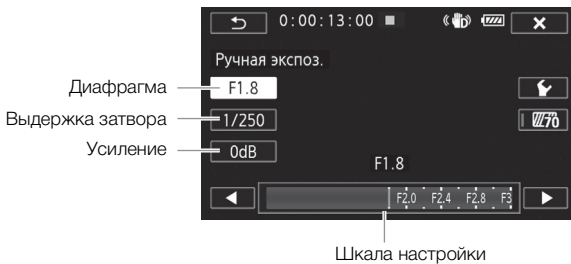 0:00:13:00
Ручная экспоз.
Диафрагма
F1.8
Выдержка затвора
1/250
70
Усиление
0dB
F1.8
F2.0 F2.4 F2.8 F3
Шкала настройки